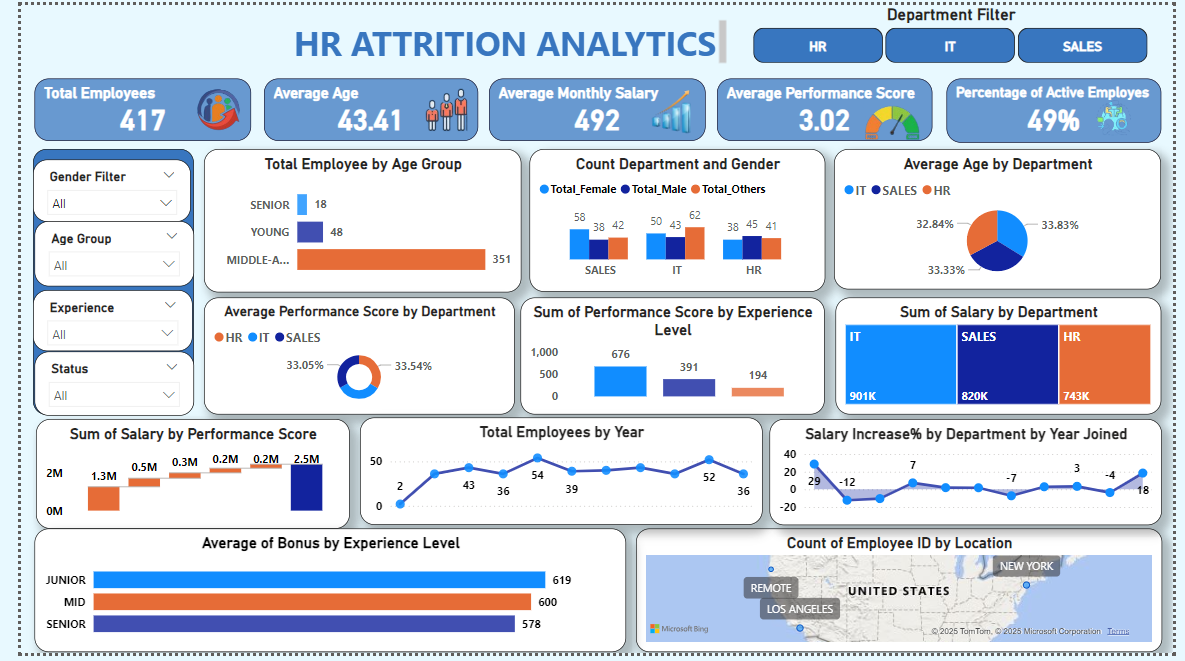 Department Filter
HR ATTRITION ANALYTICS
HR
IT
SALES
Total Employees
417
Average Age
43.41
Average Monthly Salary
492
Average Performance Score
3.02
Percentage of Active Employes
49%
Gender Filter
All
Age Group
All
Experience
All
Status
All
Total Employee by Age Group
SENIOR
18
YOUNG
48
MIDDLE-A...
351
Count Department and Gender
Total_Female Total_Male Total_Others
58 38 42
50 43 62
38 45 41
SALES
IT
HR
Average Age by Department
IT SALES HR
32.84%
33.83%
33.33%
Average Performance Score by Department
HR IT SALES
33.05%
33.54%
Sum of Performance Score by Experience
Level
1,000
500
0
676
391
194
Sum of Salary by Department
IT
901K
SALES
820K
HR
743K
Sum of Salary by Performance Score
2M
0M
1.3M
0.5M
0.3M
0.2M
0.2M
2.5M
Total Employees by Year
50
0
2
43
36
54
39
52
36
Salary Increase% by Department by Year Joined
40
20
0
-20
29
-12
7
-7
3
-4
18
Average of Bonus by Experience Level
JUNIOR
619
MID
600
SENIOR
578
Count of Employee ID by Location
NEW YORK
REMOTE
UNITED STATES
LOS ANGELES
Microsoft Bing
© 2025 TomTom, © 2025 Microsoft Corporation Terms